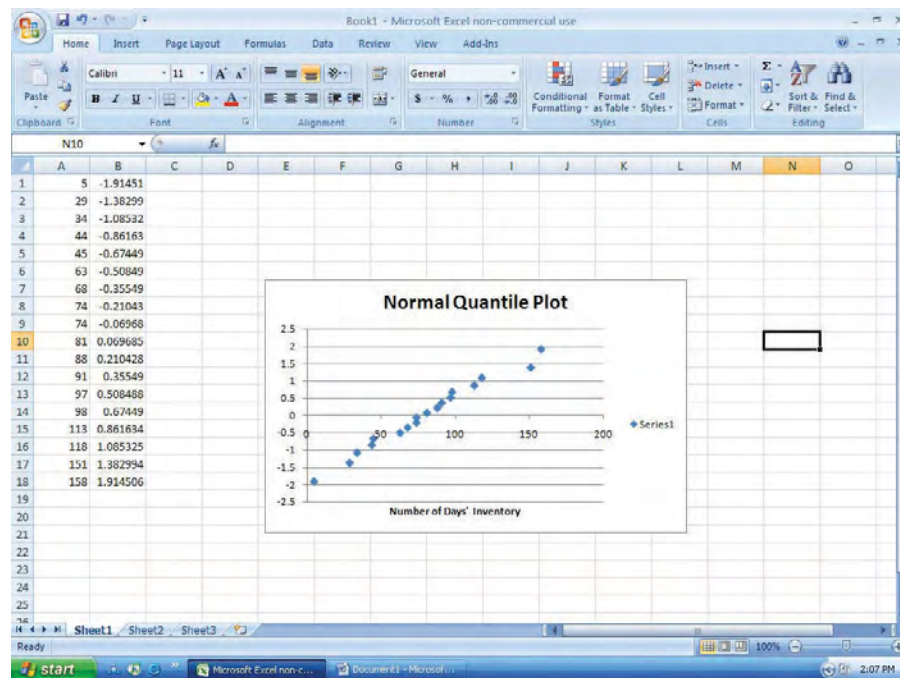 Book1 - Microsoft Excel non-commercial use
Home Insert Page Layout Formulas Data Review View Add-Ins
Calibri 11 A A General Insert Σ
Paste B I U A $ % , Conditional Format Cell Delete Sort & Find &
Formatting as Table Styles Format Filter Select
Clipboard Font Alignment Number Styles Cells Editing
N10 fx
A B C D E F G H I J K L M N O
1 5 -1.91451
2 29 -1.38299
3 34 -1.08532
4 44 -0.86163
5 45 -0.67449
6 63 -0.50849
7 68 -0.35549
8 74 -0.21043
9 74 -0.06968
10 81 0.069685
11 88 0.210428
12 91 0.35549
13 97 0.508488
14 98 0.67449
15 113 0.861634
16 118 1.085325
17 151 1.382994
18 158 1.914506
19
20
21
22
23
24
25
26
Normal Quantile Plot
2.5
2
1.5
1
0.5
0
-0.5 0 50 100 150 200
-1
-1.5
-2
-2.5
Series1
Number of Days' Inventory
Sheet1 Sheet2 Sheet3
Ready 100%
start Microsoft Excel non-c... Document1 - Microsof... 2:07 PM